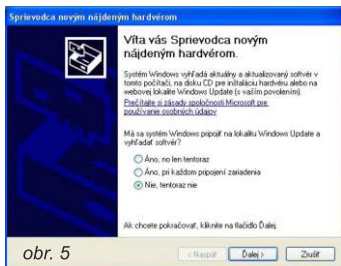 Sprievodca novým nájdeným hardvérom
Víta vás Sprievodca novým
nájdeným hardvérom.
Systém Windows vyhľadá aktuálny a aktualizovaný softvér v
tomto počítači, na disku CD pre inštaláciu hardvéru alebo na
webovej lokalite Windows Update (s vaším povolením).
Prečítajte si zásady spoločnosti Microsoft pre
používanie osobných údajov
Má sa systém Windows pripojiť na lokalitu Windows Update a
vyhľadať softvér?
Áno, no len tentoraz
Áno, pri každom pripojení zariadenia
Nie, tentoraz nie
Ak chcete pokračovať, kliknite na tlačidlo Ďalej.
obr. 5
< Naspäť
Ďalej >
Zrušiť